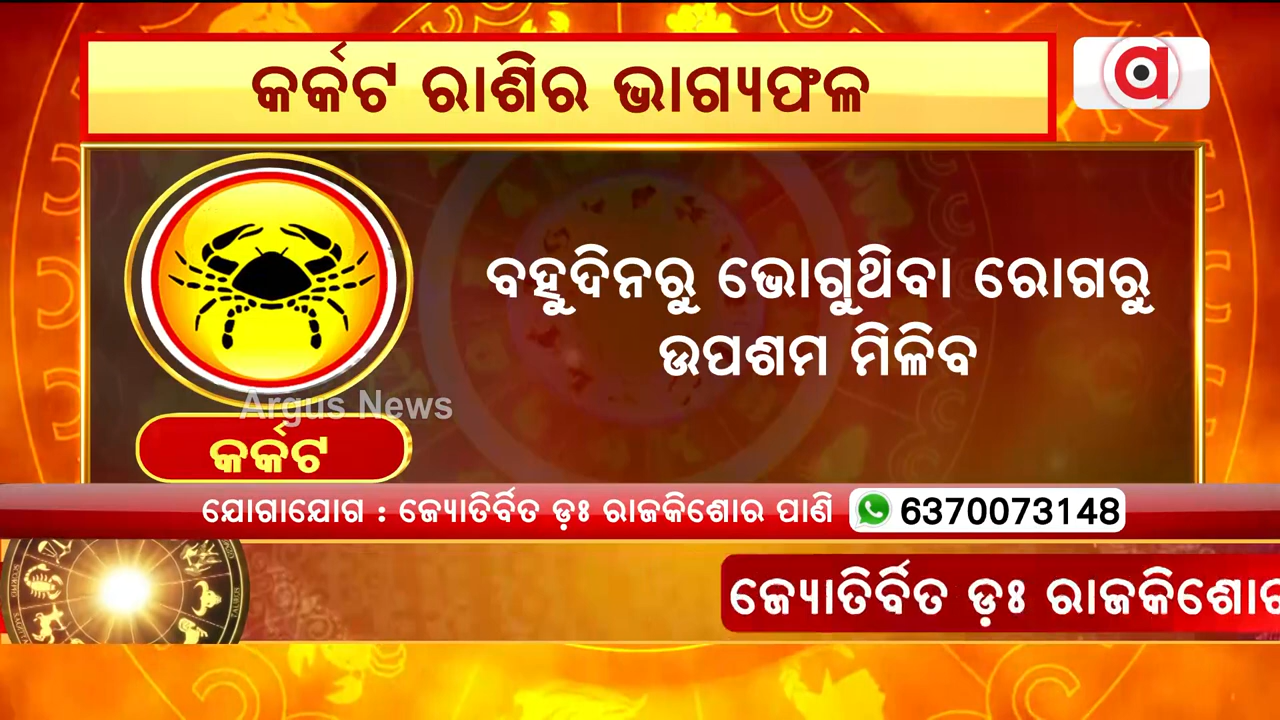 କର୍କଟ ରାଶିର ଭାଗ୍ୟଫଳ
a
ବହୁଦିନରୁ ଭୋଗୁଥିବା ରୋଗରୁ
ଉପଶମ ମିଳିବ
Argus News
କର୍କଟ
ଯୋଗାଯୋଗ : ଜ୍ୟୋତିର୍ବିତ ଡ଼ଃ ରାଜକିଶୋର ପାଣି 6370073148
ଜ୍ୟୋତିର୍ବିତ ଡ଼ଃ ରାଜକିଶୋର